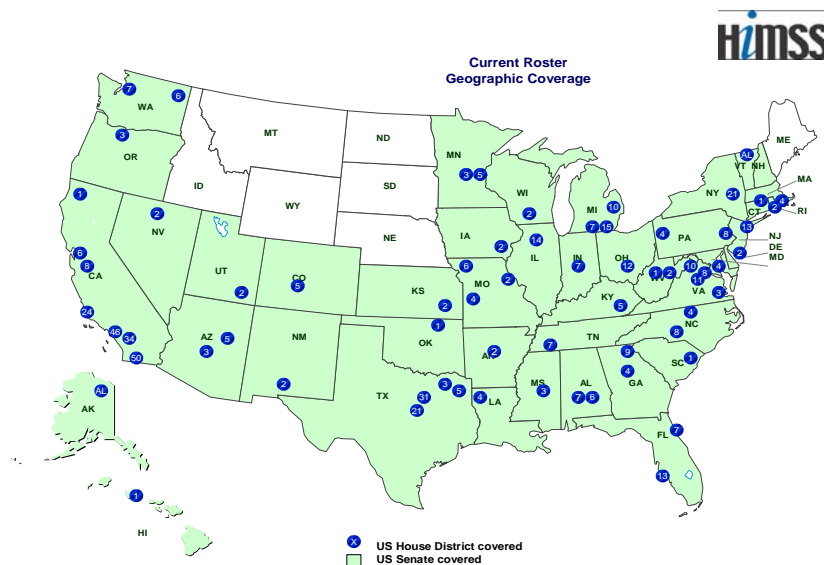 HiMSS
Current Roster
Geographic Coverage
WA
7
6
OR
3
MT
ID
WY
ND
SD
NE
MN
3
5
WI
2
MI
10
7
15
NY
21
VT
NH
AL
ME
MA
1
4
2
CT
RI
13
NJ
DE
MD
PA
4
8
2
4
IA
2
IL
14
IN
7
OH
12
WV
1
2
10
8
11
VA
3
1
NV
2
UT
2
CO
5
KS
2
6
MO
4
2
KY
5
6
8
CA
24
46
34
50
AZ
5
3
NM
2
OK
1
AR
2
TN
7
NC
4
8
SC
1
9
4
GA
TX
3
31
5
21
4
LA
MS
3
AL
7
6
FL
7
13
AK
AL
1
HI
X US House District covered
US Senate covered